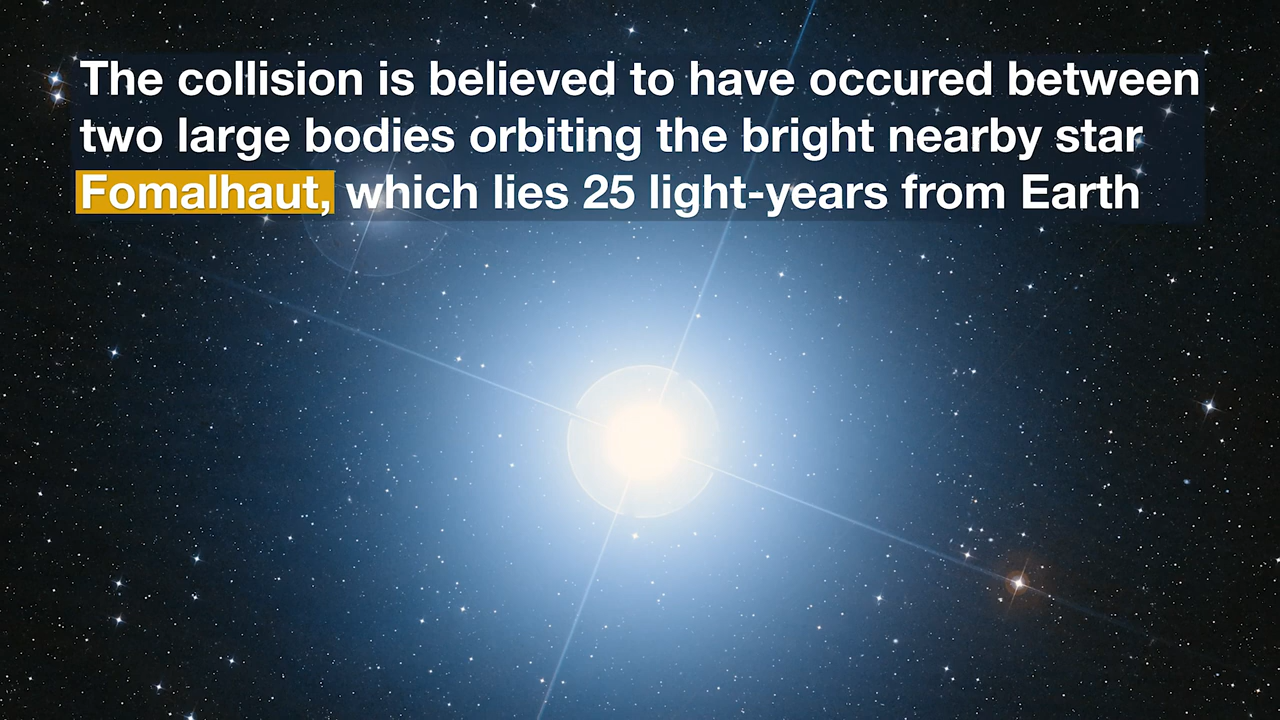 The collision is believed to have occured between
two large bodies orbiting the bright nearby star
Fomalhaut, which lies 25 light-years from Earth